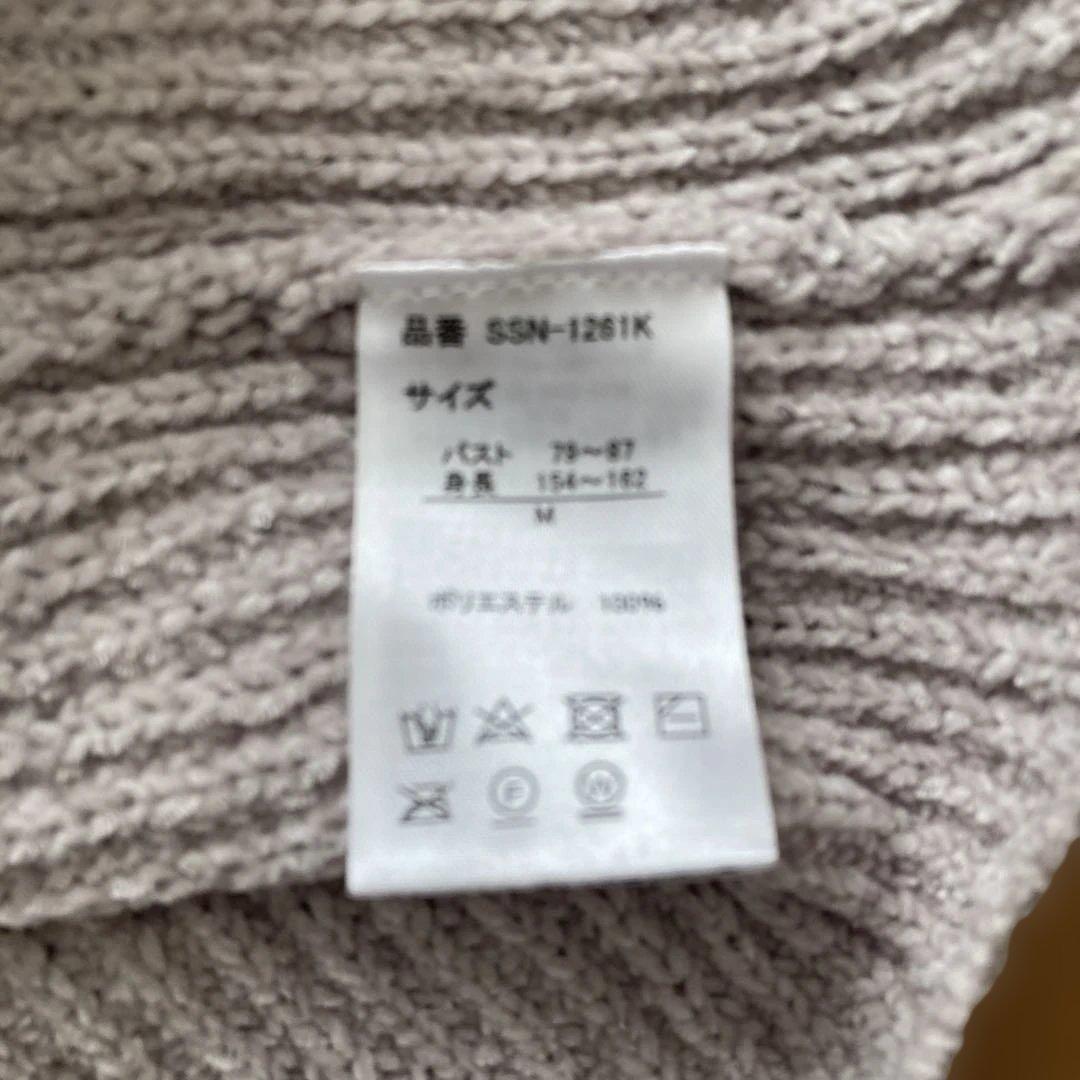 品番 SSN-1261K
サイズ
バスト 79～87
身長 154～162
M
ポリエステル 100%
F
W